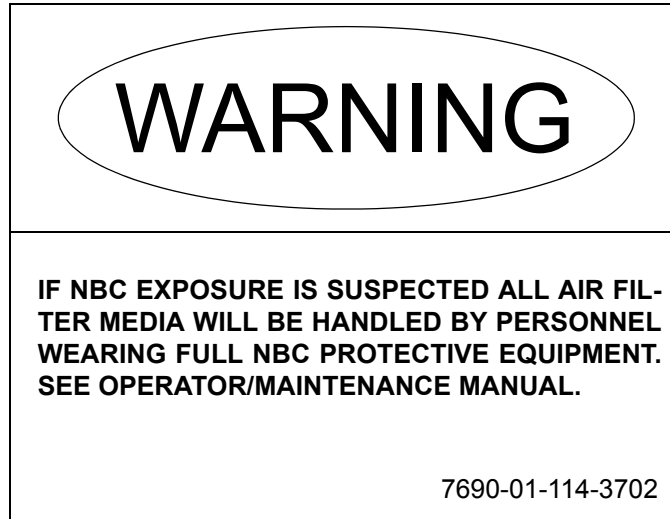 WARNING
IF NBC EXPOSURE IS SUSPECTED ALL AIR FIL-
TER MEDIA WILL BE HANDLED BY PERSONNEL
WEARING FULL NBC PROTECTIVE EQUIPMENT.
SEE OPERATOR/MAINTENANCE MANUAL.
7690-01-114-3702